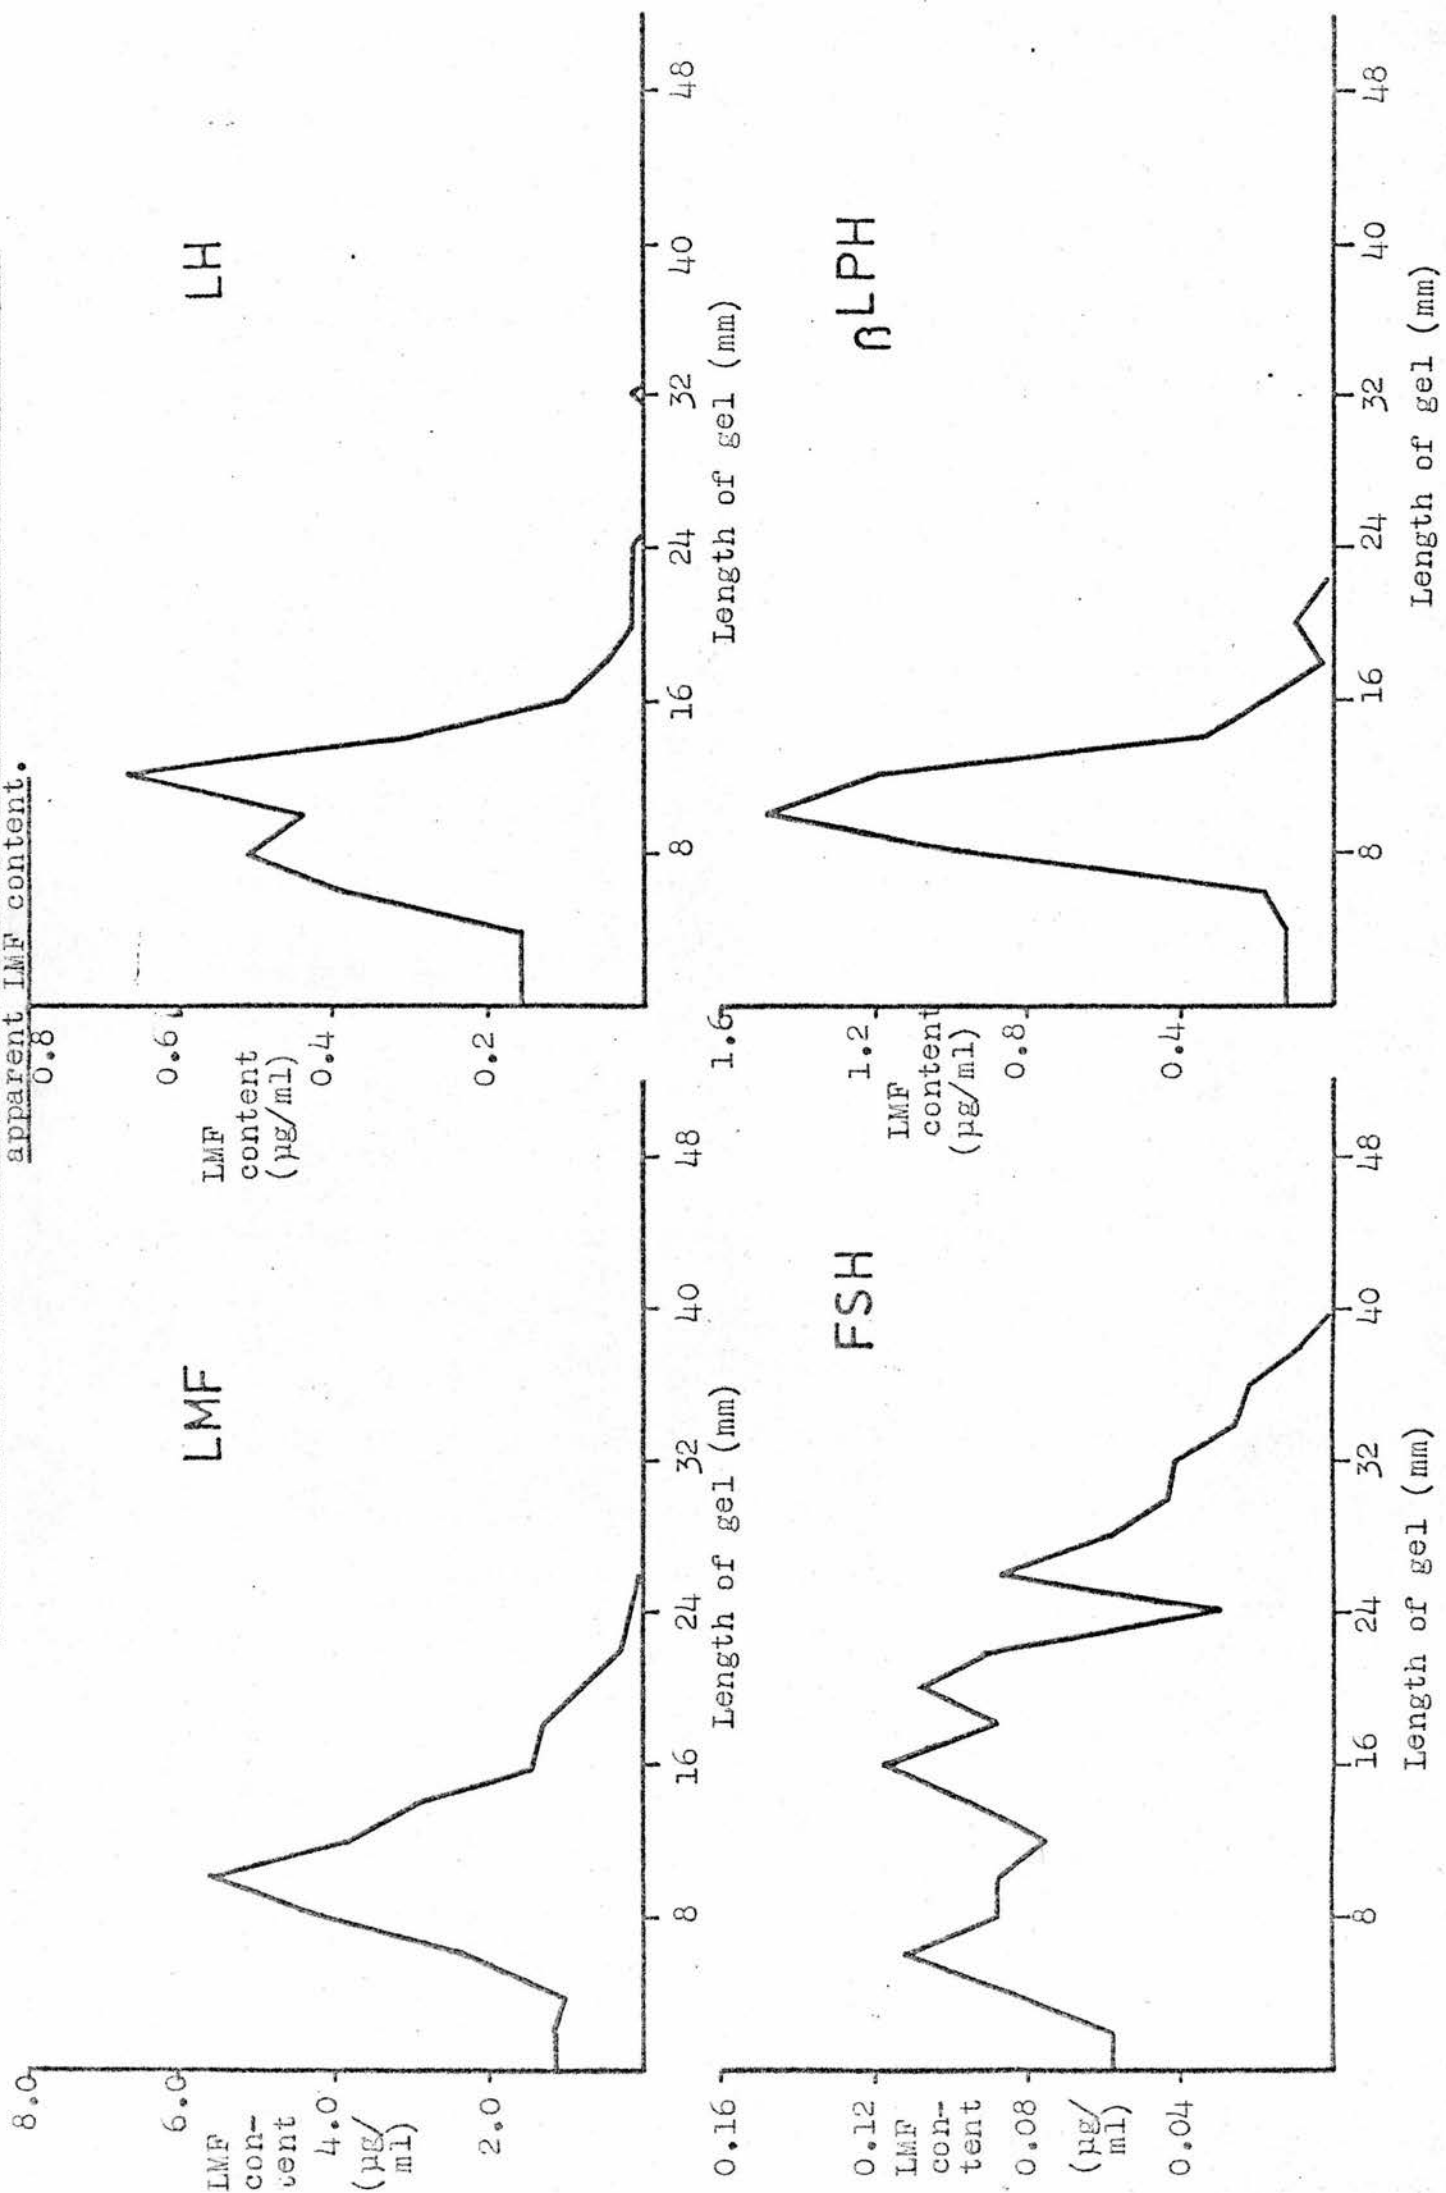 apparent LMF content.
LMF
8.0
6.0
4.0
2.0
LMF
con-
tent
(µg/
ml)
8
16
24
32
40
48
Length of gel (mm)
LH
0.8
0.6
0.4
0.2
LMF
content
(µg/ml)
8
16
24
32
40
48
Length of gel (mm)
FSH
0.16
0.12
0.08
0.04
LMF
con-
tent
(µg/
ml)
8
16
24
32
40
48
Length of gel (mm)
βLPH
1.6
1.2
0.8
0.4
LMF
content
(µg/ml)
8
16
24
32
40
48
Length of gel (mm)